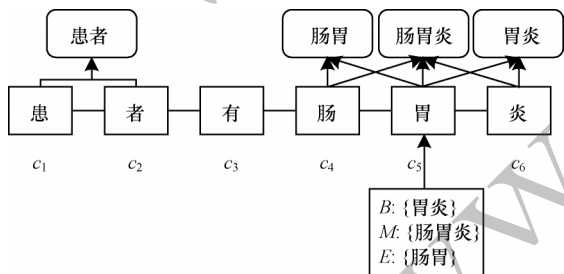 患者 肠胃 肠胃炎 胃炎
患 者 有 肠 胃 炎
c1 c2 c3 c4 c5 c6
B: {胃炎}
M: {肠胃炎}
E: {肠胃}